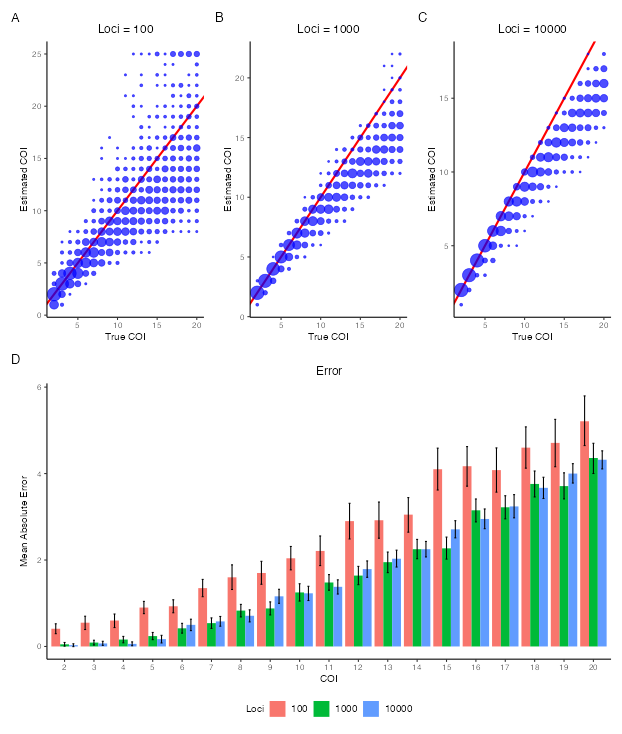 A
B
C
Loci = 100
Loci = 1000
Loci = 10000
Estimated COI
25
20
15
10
5
0
5
10
15
20
True COI
Estimated COI
20
15
10
5
0
5
10
15
20
True COI
Estimated COI
15
10
5
5
10
15
20
True COI
D
Error
Mean Absolute Error
6
4
2
0
2 3 4 5 6 7 8 9 10 11 12 13 14 15 16 17 18 19 20
COI
Loci 100 1000 10000